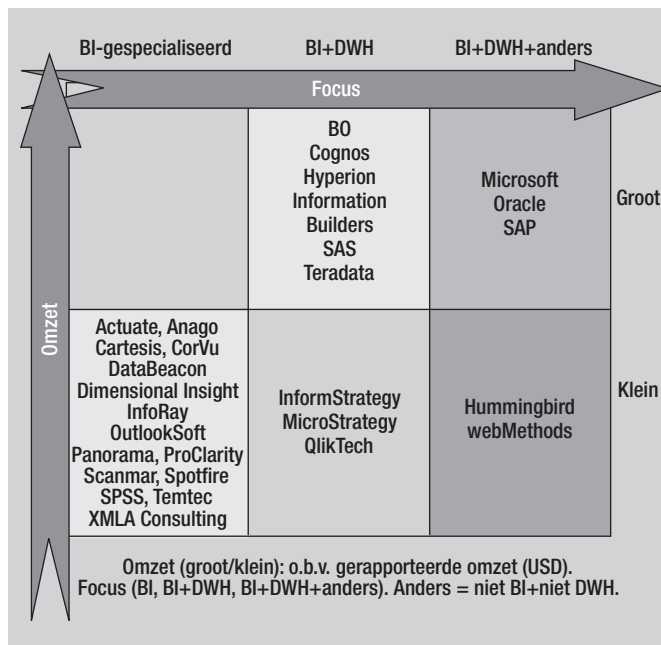 BI-gespecialiseerd
BI+DWH
BI+DWH+anders
Focus
BO
Cognos
Hyperion
Information
Builders
SAS
Teradata
Microsoft
Oracle
SAP
Groot
Omzet
Actuate, Anago
Cartesis, CorVu
DataBeacon
Dimensional Insight
InfoRay
OutlookSoft
Panorama, ProClarity
Scanmar, Spotfire
SPSS, Temtec
XMLA Consulting
InformStrategy
MicroStrategy
QlikTech
Hummingbird
webMethods
Klein
Omzet (groot/klein): o.b.v. gerapporteerde omzet (USD).
Focus (BI, BI+DWH, BI+DWH+anders). Anders = niet BI+niet DWH.